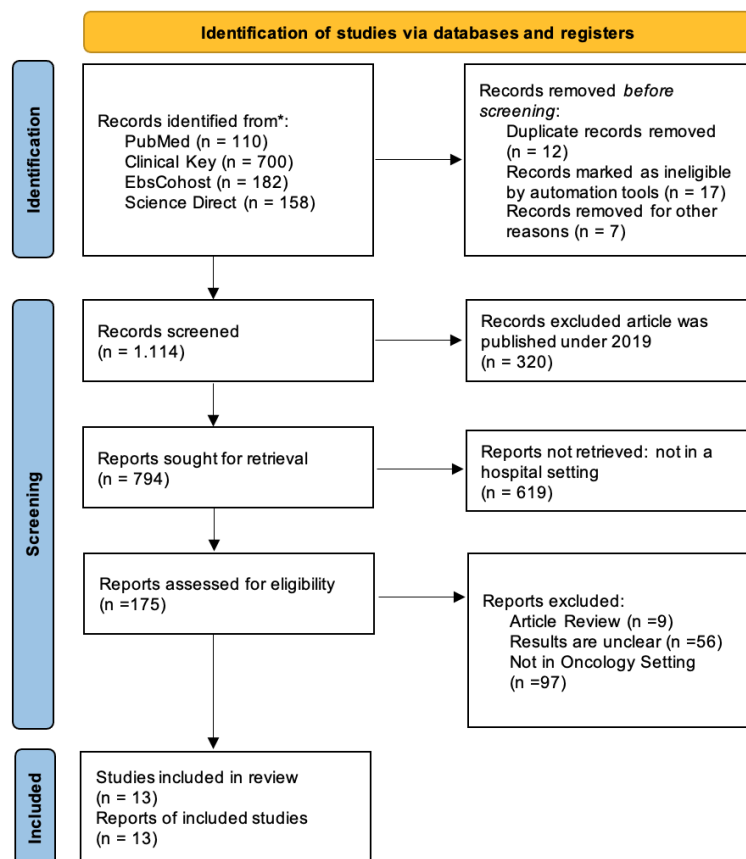 Identification of studies via databases and registers
Identification
Records identified from*:
PubMed (n = 110)
Clinical Key (n = 700)
EbsCohost (n = 182)
Science Direct (n = 158)
Records removed before
screening:
Duplicate records removed
(n = 12)
Records marked as ineligible
by automation tools (n = 17)
Records removed for other
reasons (n = 7)
Screening
Records screened
(n = 1.114)
Records excluded article was
published under 2019
(n = 320)
Reports sought for retrieval
(n = 794)
Reports not retrieved: not in a
hospital setting
(n = 619)
Reports assessed for eligibility
(n =175)
Reports excluded:
Article Review (n =9)
Results are unclear (n =56)
Not in Oncology Setting
(n =97)
Included
Studies included in review
(n = 13)
Reports of included studies
(n = 13)